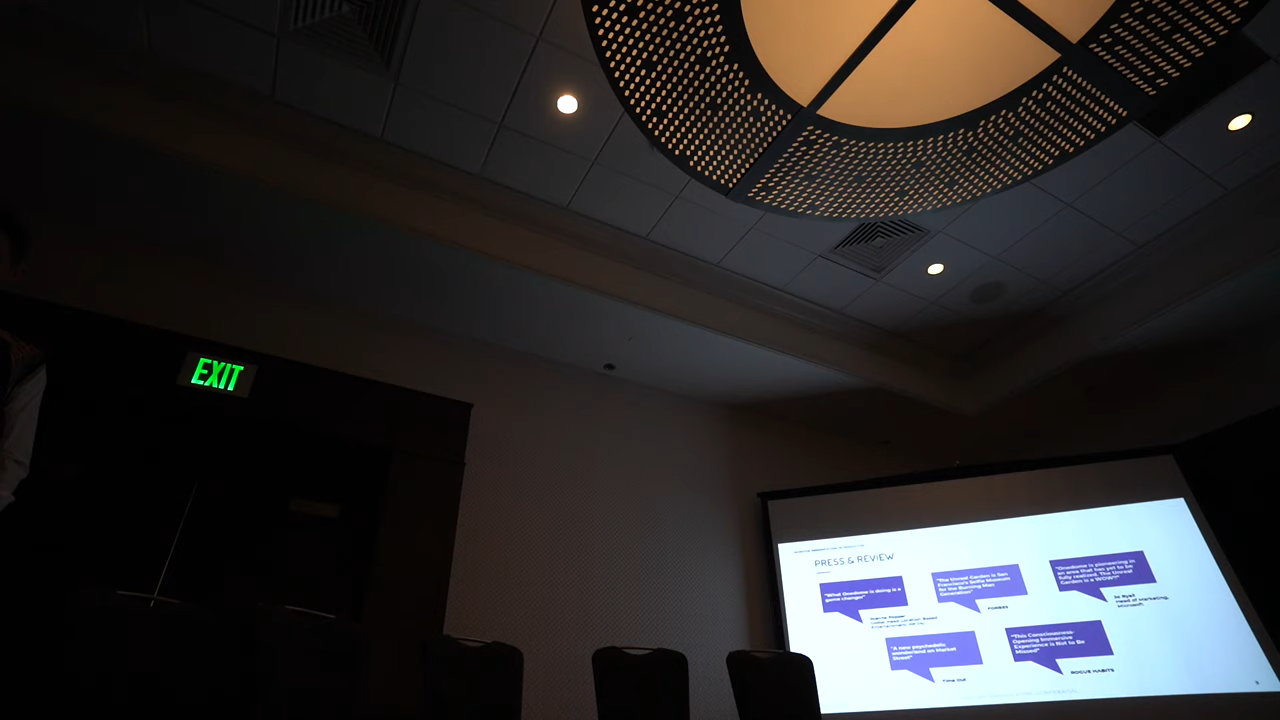 EXIT
PRESS & REVIEW
"What Onedome is doing is a
game changer"
"The Unreal Garden is San
Francisco's Selfie Museum
for the Burning Man
Generation"
FORBES
"Onedome is pioneering in
an area that has yet to be
fully realized. The Unreal
Garden is a WOW!"
Jo Ryall
Head of Marketing,
Microsoft
"A new psychedelic
wonderland on Market
Street"
Time Out
"This Consciousness-
Opening Immersive
Experience is Not to Be
Missed"
ROGUE HABITS